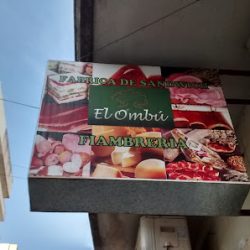 FABRICA DE SANDWICH
El Ombú
FIAMBRERIA